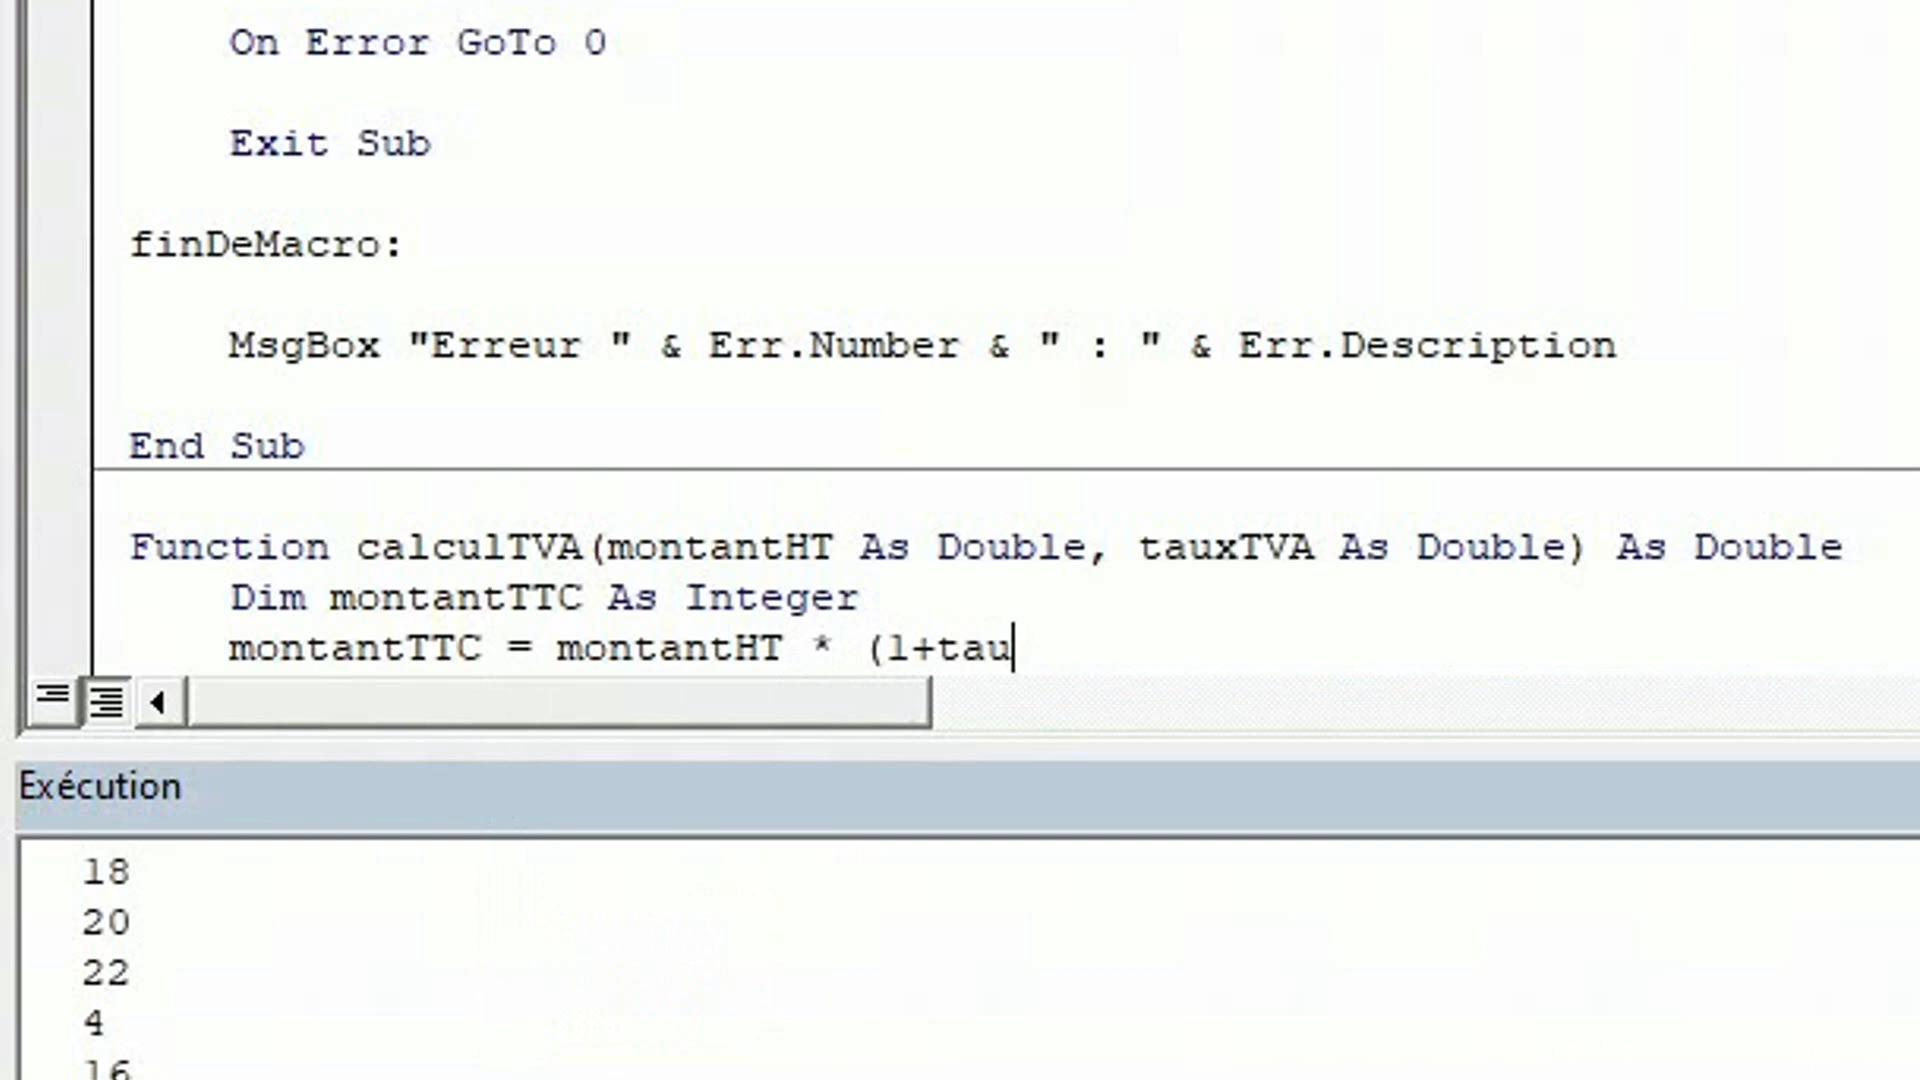 On Error GoTo 0
Exit Sub
finDeMacro:
MsgBox "Erreur " & Err.Number & " : " & Err.Description
End Sub
Function calculTVA(montantHT As Double, tauxTVA As Double) As Double
Dim montantTTC As Integer
montantTTC = montantHT * (1+tau
Exécution
18
20
22
4
16